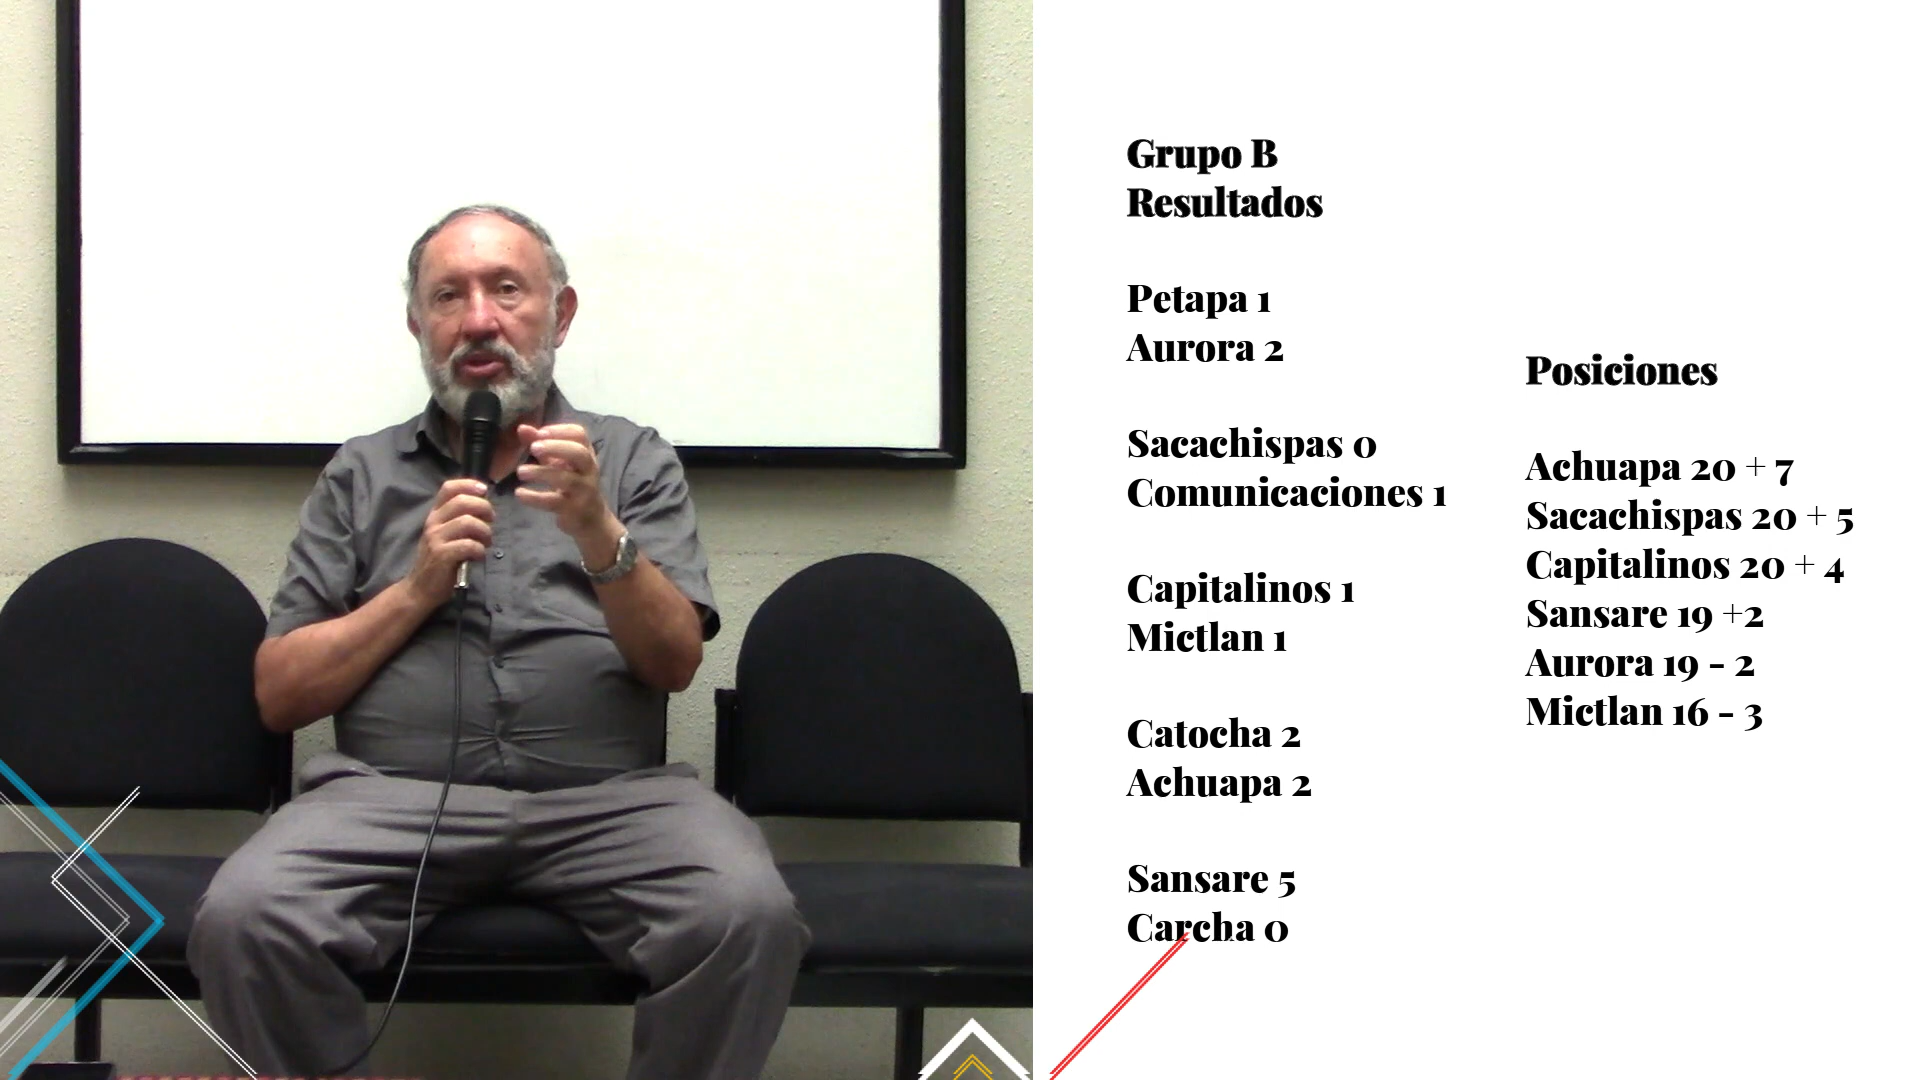 Grupo B
Resultados
Petapa 1
Aurora 2
Sacachispas 0
Comunicaciones 1
Capitalinos 1
Mictlan 1
Catocha 2
Achuapa 2
Sansare 5
Carcha 0
Posiciones
Achuapa 20 + 7
Sacachispas 20 + 5
Capitalinos 20 + 4
Sansare 19 +2
Aurora 19 - 2
Mictlan 16 - 3